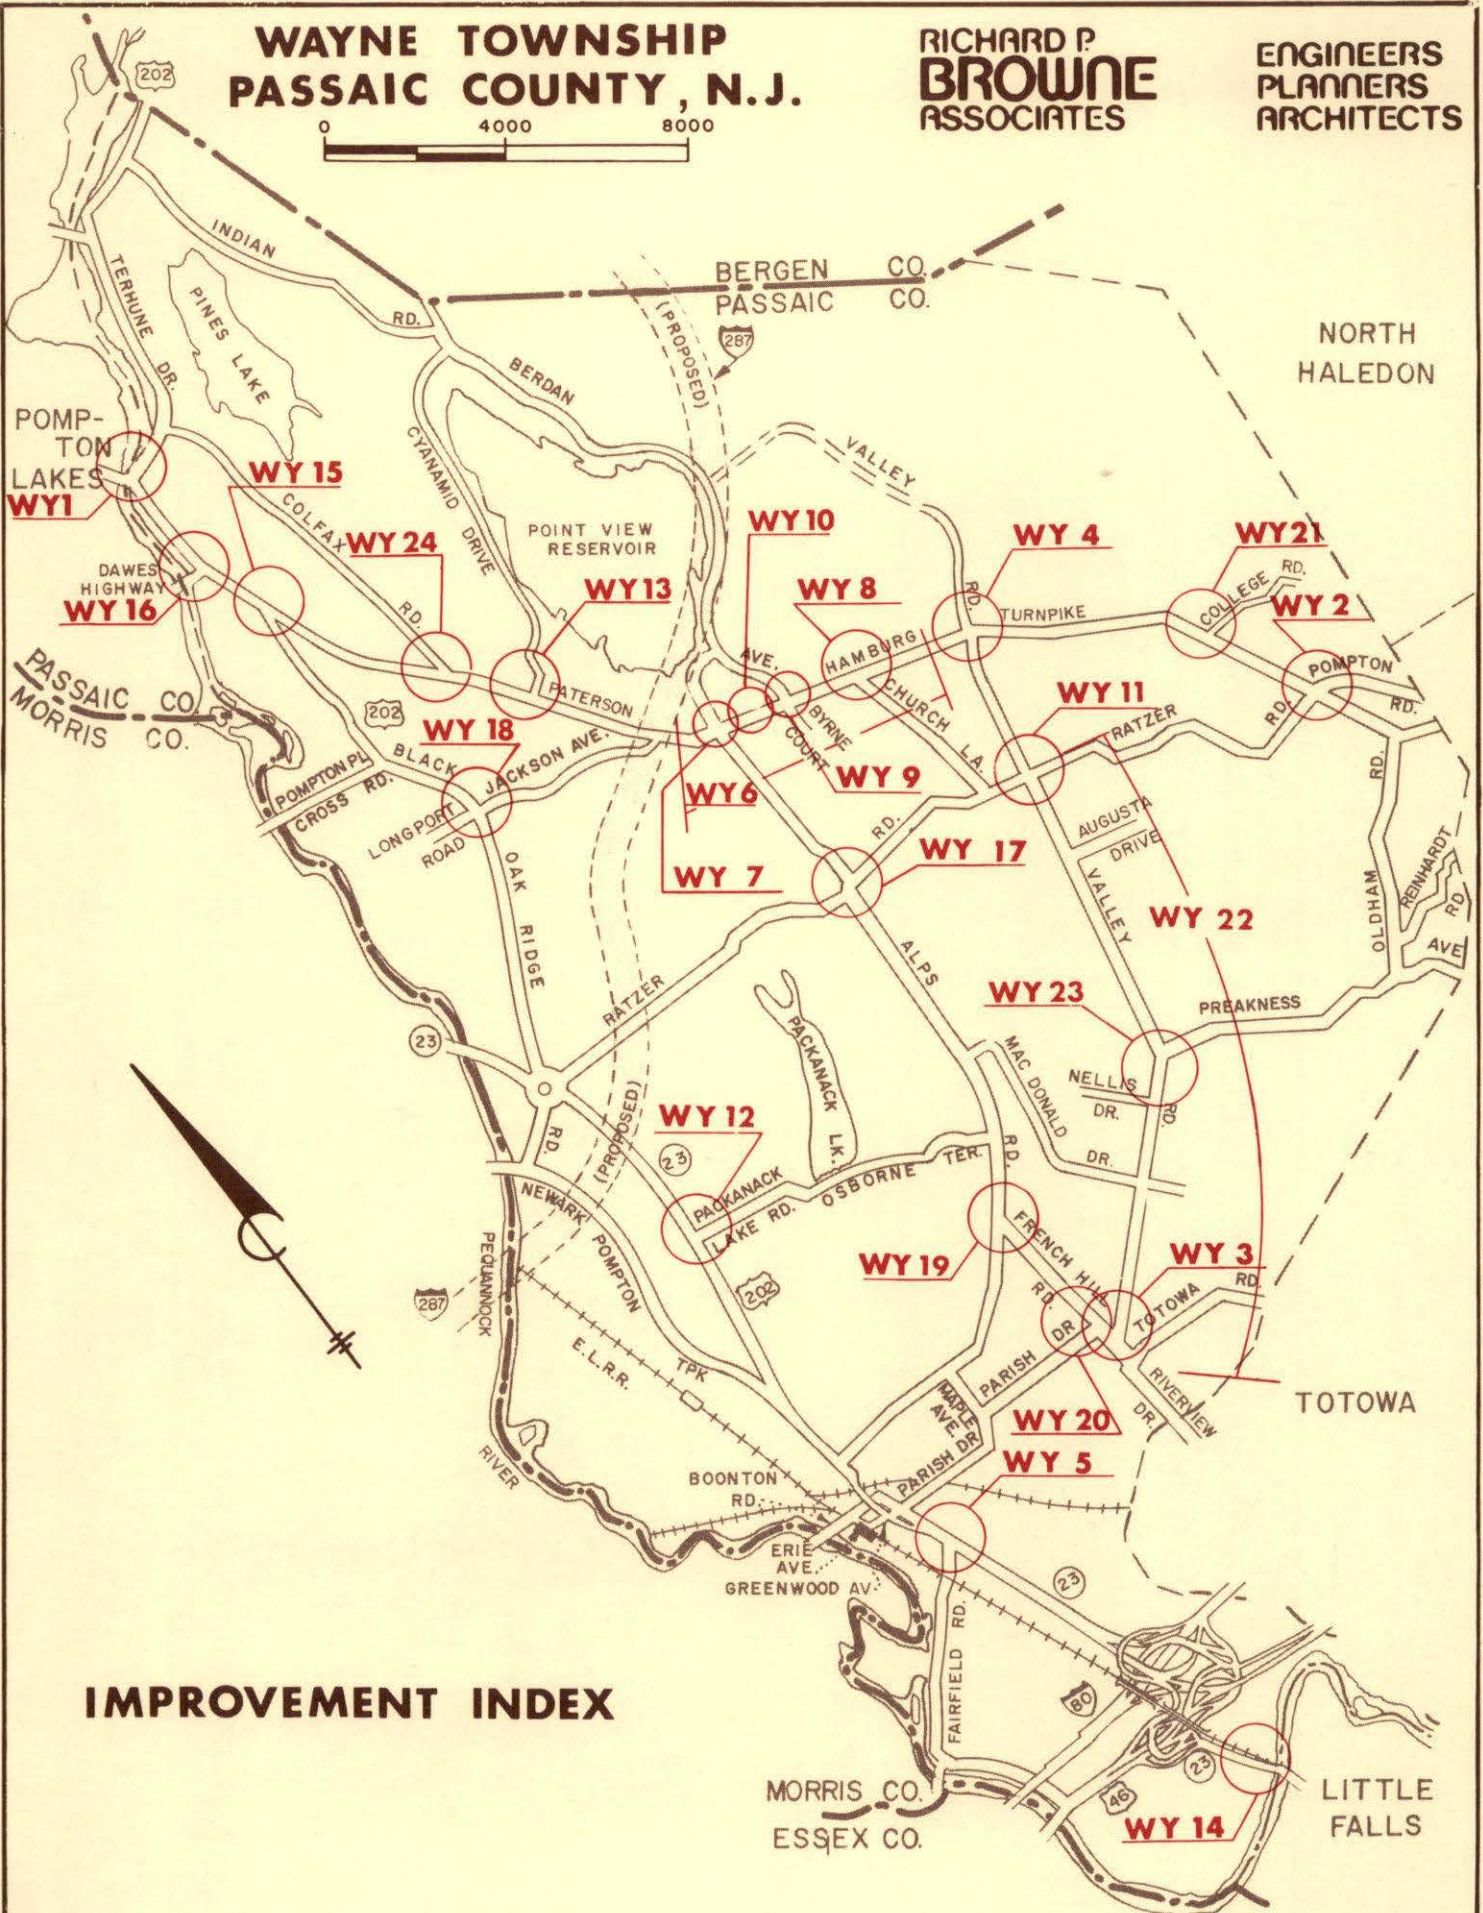 WAYNE TOWNSHIP
PASSAIC COUNTY, N.J.
0 4000 8000
RICHARD P.
BROWNE
ASSOCIATES
ENGINEERS
PLANNERS
ARCHITECTS
202
INDIAN
RD.
TERHUNE
DR.
PINES LAKE
BERGEN CO.
PASSAIC CO.
(PROPOSED)
287
NORTH
HALEDON
BERDAN
AVE.
POMP-
TON
LAKES
WY1
WY 15
COLFAX
RD.
WY 24
CYANAMID DRIVE
POINT VIEW
RESERVOIR
VALLEY
RD.
WY 10
WY 4
WY21
COLLEGE RD.
WY 2
DAWES
HIGHWAY
WY 16
WY13
WY 8
HAMBURG
TURNPIKE
POMPTON
RD.
PASSAIC CO.
MORRIS CO.
202
PATERSON
CHURCH LA.
BYRNE
COURT
WY 11
RATZER
RD.
WY 18
BLACK
JACKSON AVE.
POMPTON PL.
CROSS RD.
LONGPORT
ROAD
WY6
WY 9
WY 7
RD.
WY 17
AUGUSTA
DRIVE
RD.
OLDHAM
REINHARDT
RD
AVE
OAK RIDGE
RD.
VALLEY
RD.
WY 22
ALPS
RD.
WY 23
PREAKNESS
RATZER
23
PACKANACK LK.
MAC DONALD
DR.
NELLIS
DR.
(PROPOSED)
WY 12
23
PACKANACK
LAKE RD.
OSBORNE TER.
NEWARK POMPTON
TPK
PEQUANNOCK
RIVER
287
202
WY 19
FRENCH HILL
RD.
WY 3
TOTOWA
RD.
E.L.R.R.
PARISH
DR
MAPLE
AVE.
RIVERVIEW
DR.
TOTOWA
WY 20
PARISH DR
WY 5
BOONTON
RD.
ERIE
AVE.
GREENWOOD AV.
23
FAIRFIELD RD.
80
IMPROVEMENT INDEX
23
46
MORRIS CO.
ESSEX CO.
WY 14
LITTLE
FALLS